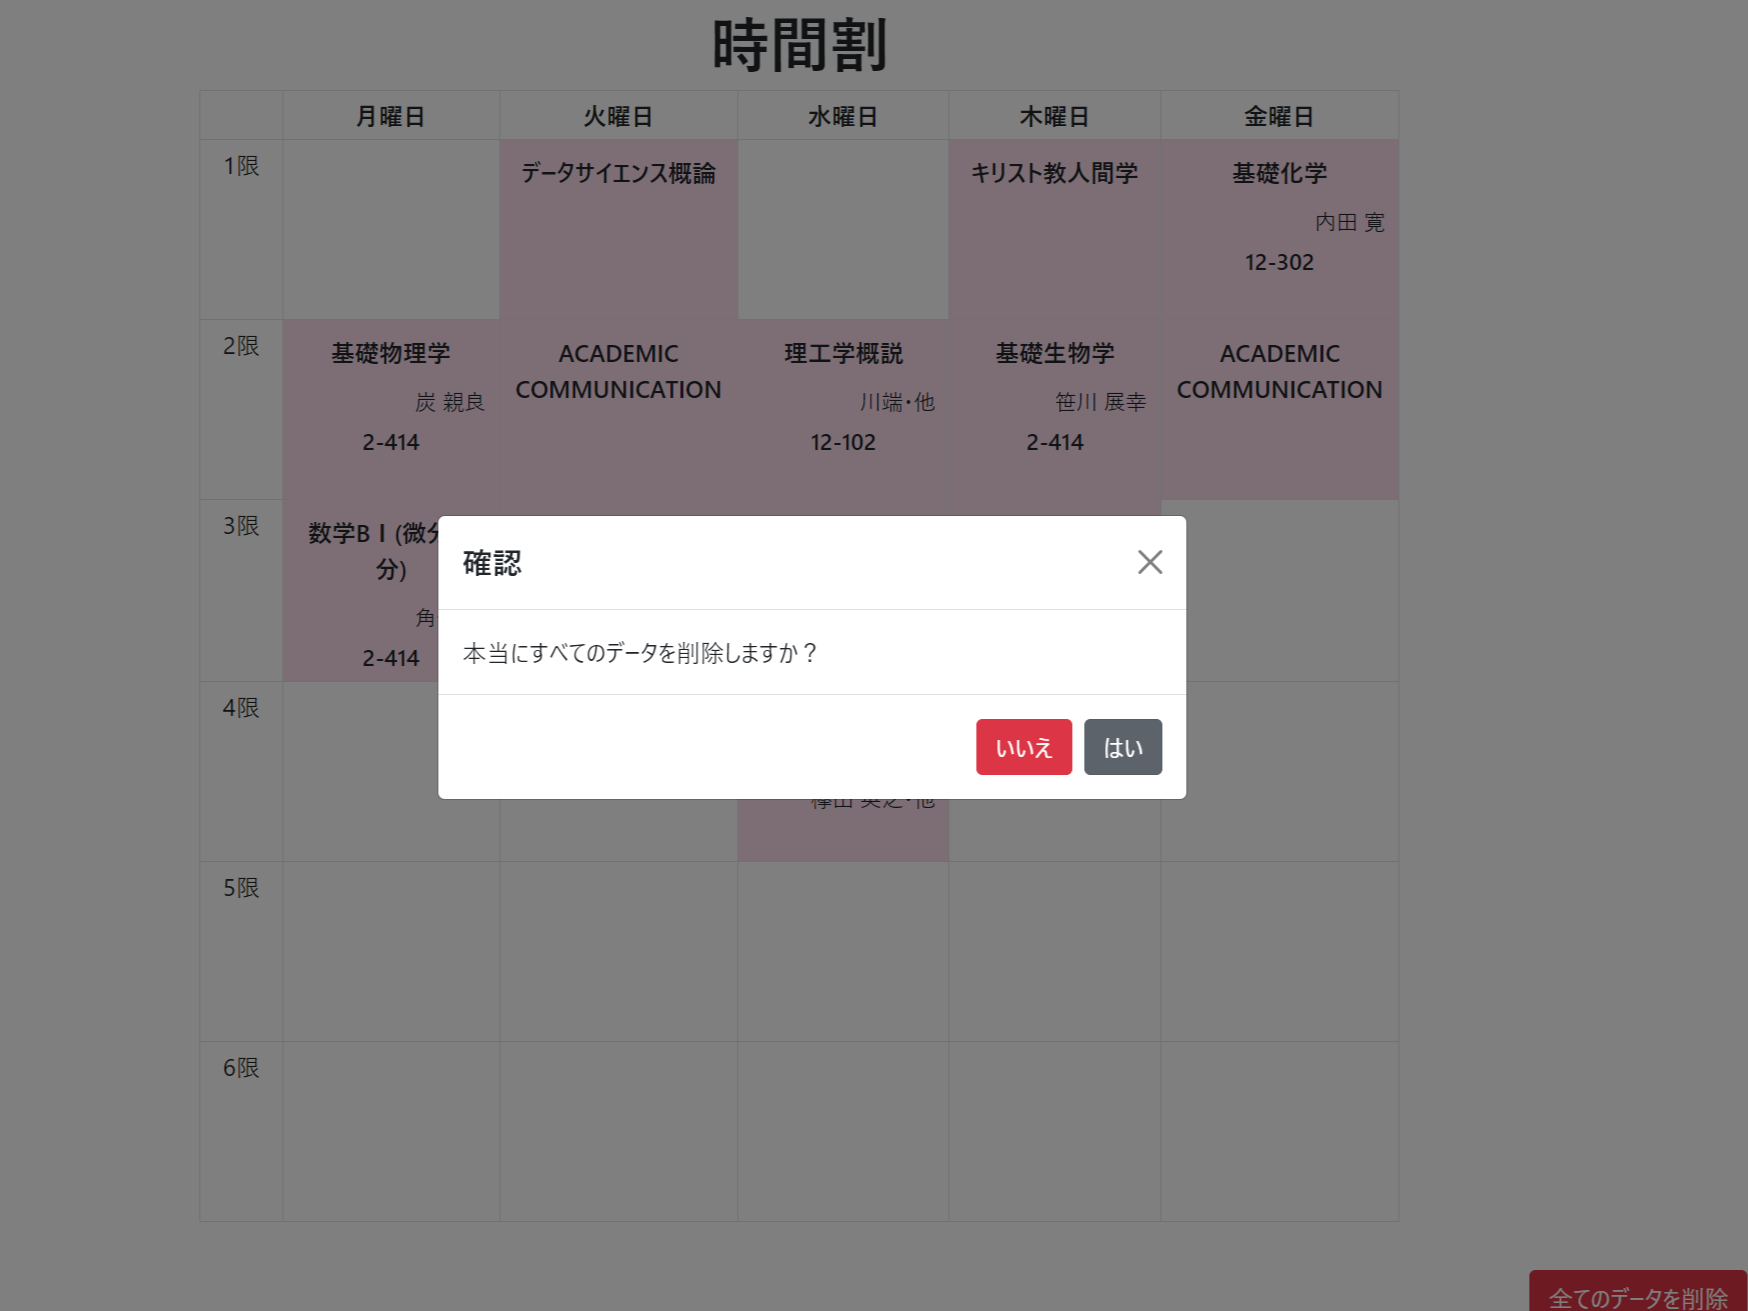 時間割
月曜日 火曜日 水曜日 木曜日 金曜日
1限
データサイエンス概論
キリスト教人間学
基礎化学
内田 寛
12-302
2限
基礎物理学
炭 親良
2-414
ACADEMIC
COMMUNICATION
理工学概説
川端・他
12-102
基礎生物学
笹川 展幸
2-414
ACADEMIC
COMMUNICATION
3限
数学BⅠ(微分
分)
角
2-414
確認
本当にすべてのデータを削除しますか？
いいえ はい
4限
5限
6限
全てのデータを削除